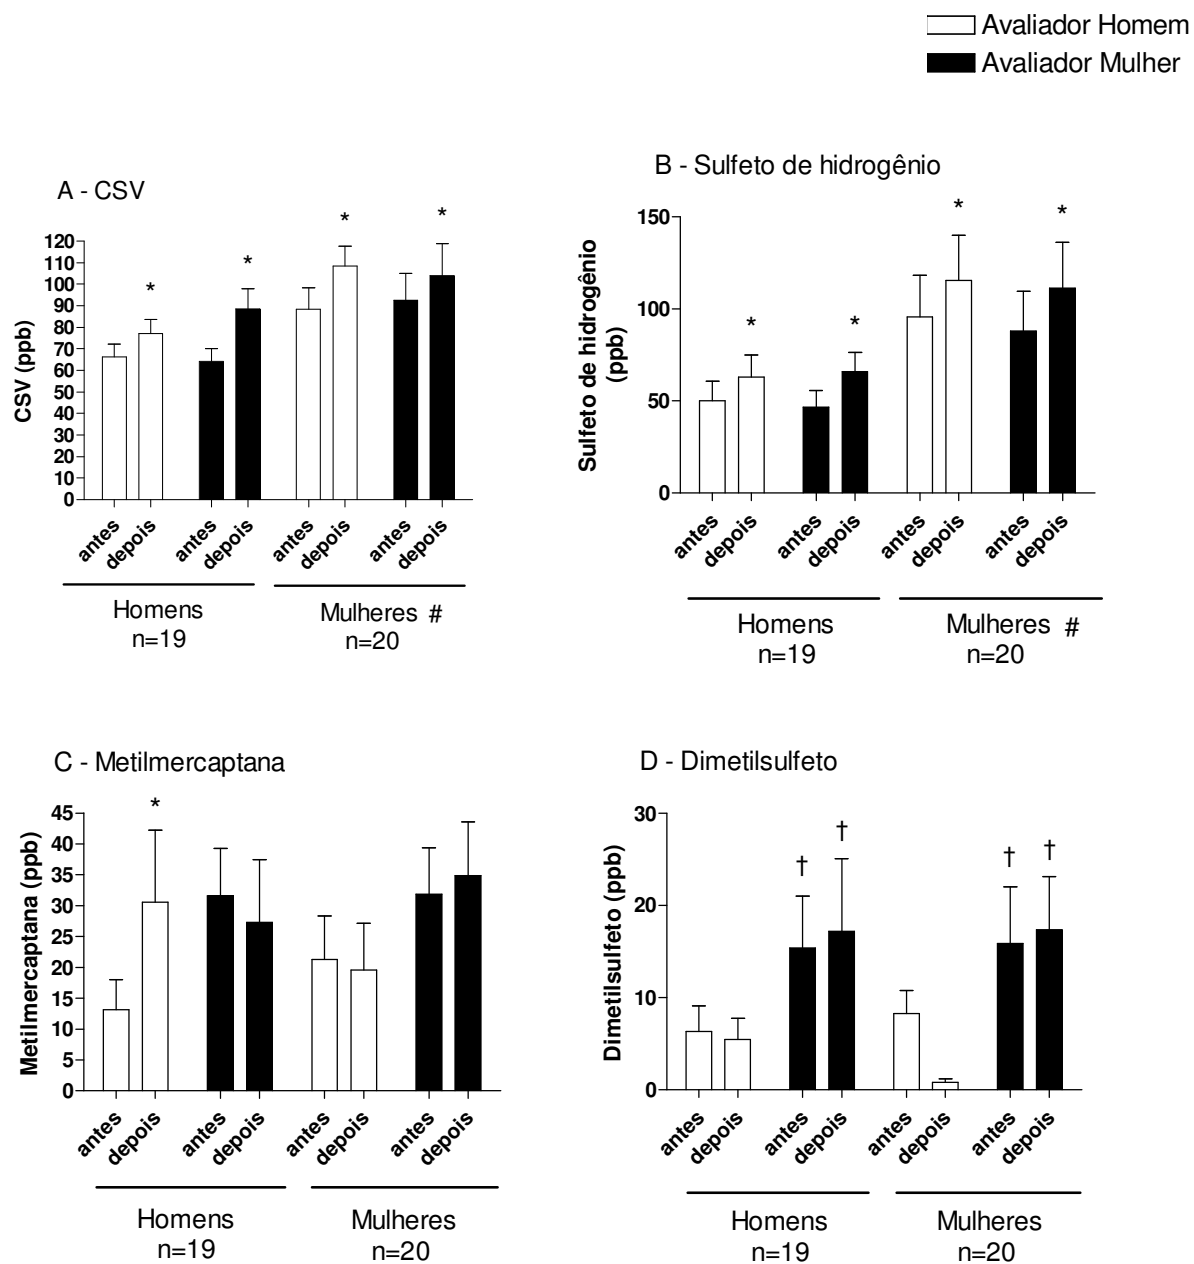 Avaliador Homem
Avaliador Mulher
A - CSV
CSV (ppb)
120
110
100
90
80
70
60
50
40
30
20
10
0
* * * *
antes depois antes depois antes depois antes depois
Homens
n=19
Mulheres #
n=20
B - Sulfeto de hidrogênio
Sulfeto de hidrogênio
(ppb)
150
100
50
0
* * * *
antes depois antes depois antes depois antes depois
Homens
n=19
Mulheres #
n=20
C - Metilmercaptana
Metilmercaptana (ppb)
45
40
35
30
25
20
15
10
5
0
*
antes depois antes depois antes depois antes depois
Homens
n=19
Mulheres
n=20
D - Dimetilsulfeto
Dimetilsulfeto (ppb)
30
20
10
0
† † † †
antes depois antes depois antes depois antes depois
Homens
n=19
Mulheres
n=20